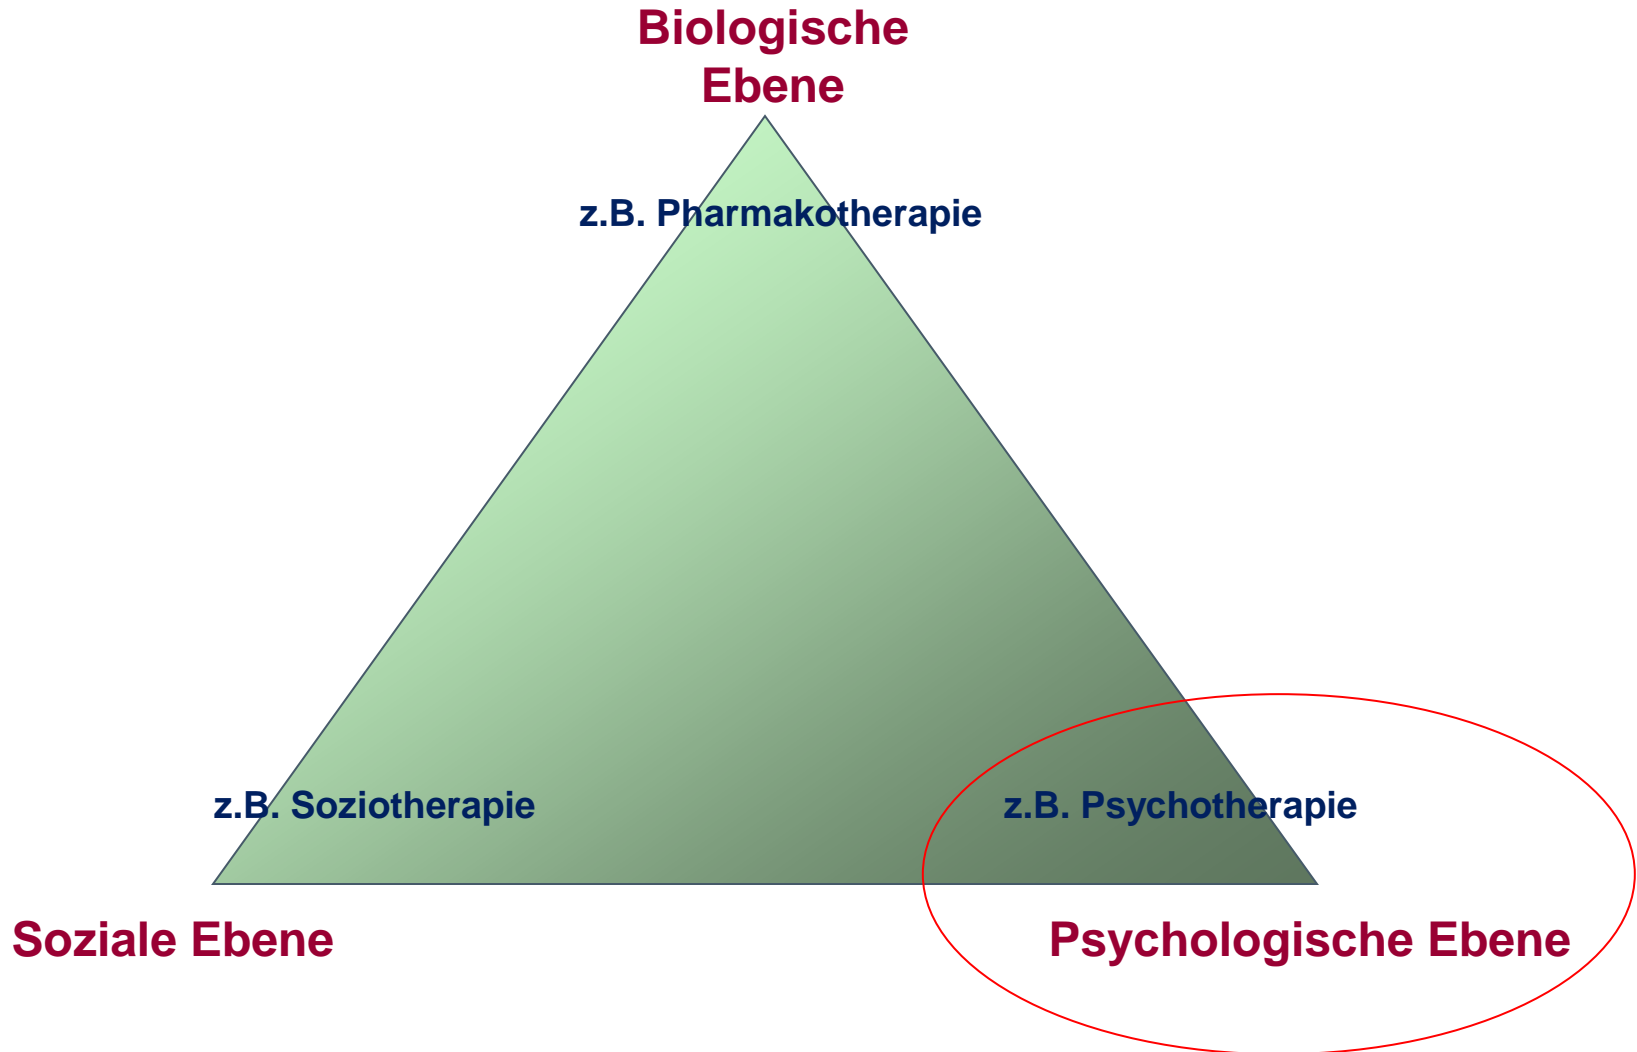 Biologische
Ebene
z.B. Pharmakotherapie
z.B. Soziotherapie
z.B. Psychotherapie
Soziale Ebene
Psychologische Ebene